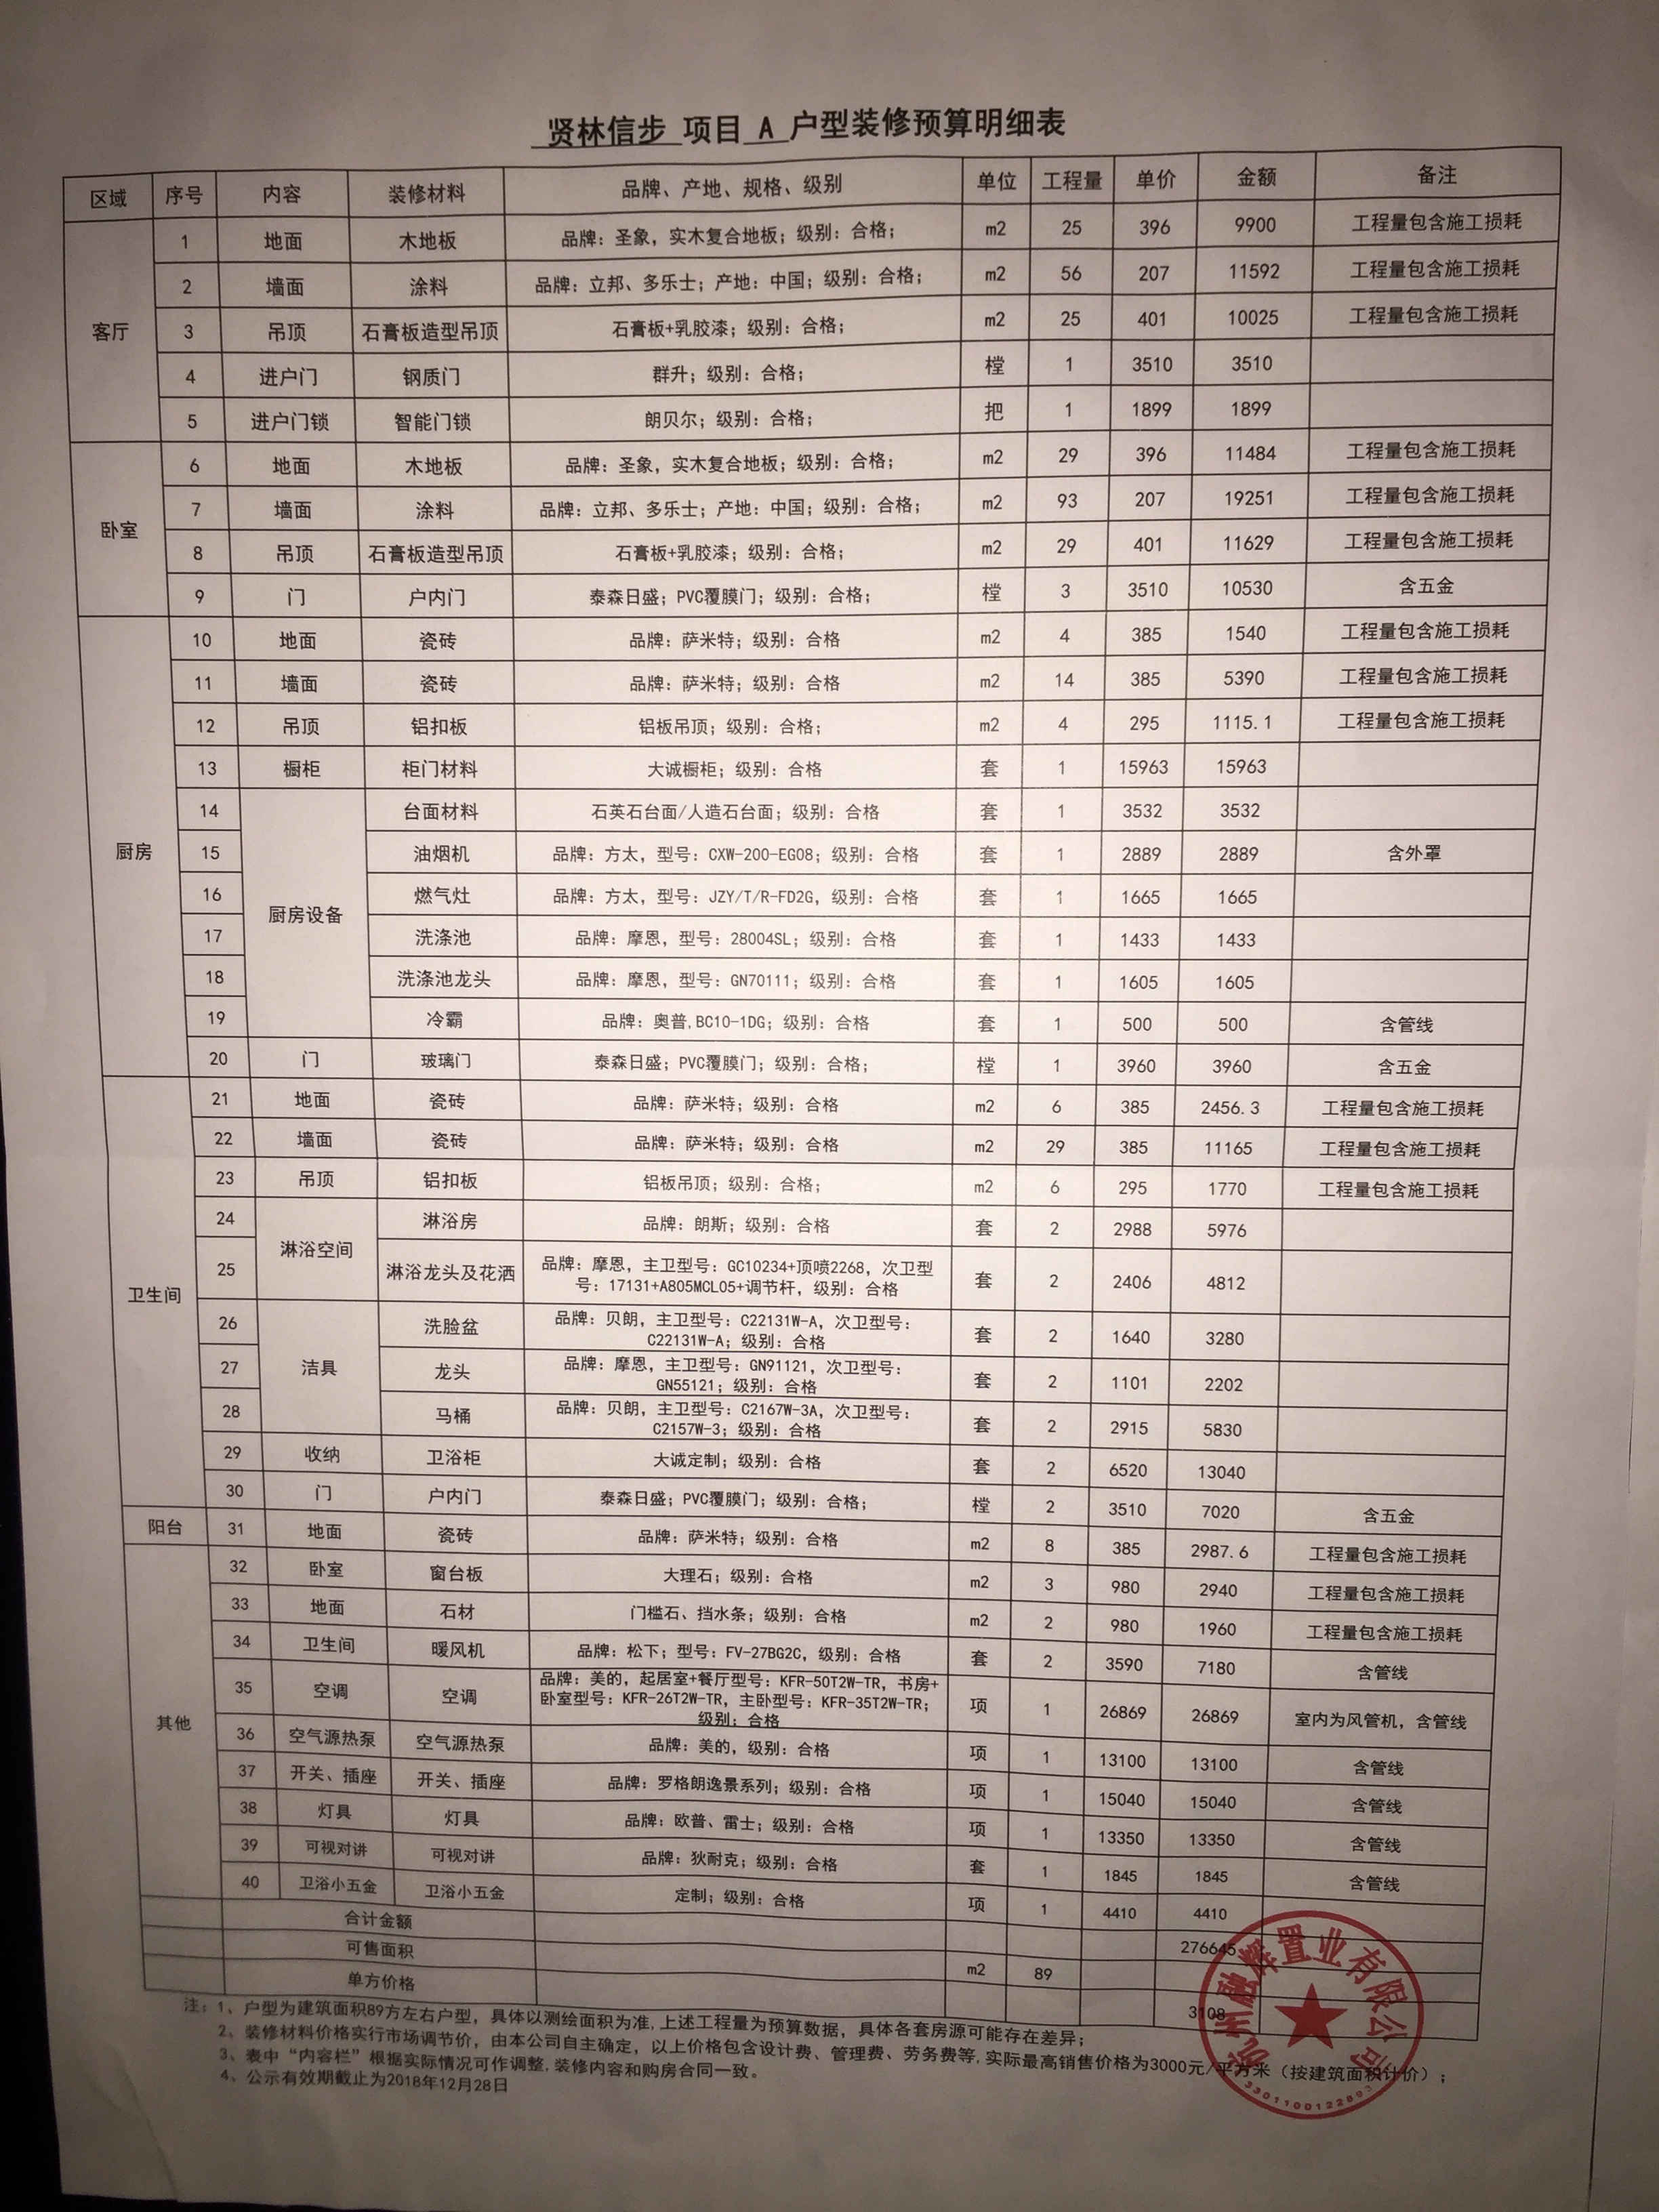 贤林信步 项目 A 户型装修预算明细表
区域 序号 内容 装修材料 品牌、产地、规格、级别 单位 工程量 单价 金额 备注
客厅
1 地面 木地板 品牌：圣象，实木复合地板；级别：合格； m2 25 396 9900 工程量包含施工损耗
2 墙面 涂料 品牌：立邦、多乐士；产地：中国；级别：合格； m2 56 207 11592 工程量包含施工损耗
3 吊顶 石膏板造型吊顶 石膏板+乳胶漆；级别：合格； m2 25 401 10025 工程量包含施工损耗
4 进户门 钢质门 群升；级别：合格； 樘 1 3510 3510
5 进户门锁 智能门锁 朗贝尔；级别：合格； 把 1 1899 1899
卧室
6 地面 木地板 品牌：圣象，实木复合地板；级别：合格； m2 29 396 11484 工程量包含施工损耗
7 墙面 涂料 品牌：立邦、多乐士；产地：中国；级别：合格； m2 93 207 19251 工程量包含施工损耗
8 吊顶 石膏板造型吊顶 石膏板+乳胶漆；级别：合格； m2 29 401 11629 工程量包含施工损耗
9 门 户内门 泰森日盛；PVC覆膜门；级别：合格； 樘 3 3510 10530 含五金
厨房
10 地面 瓷砖 品牌：萨米特；级别：合格 m2 4 385 1540 工程量包含施工损耗
11 墙面 瓷砖 品牌：萨米特；级别：合格 m2 14 385 5390 工程量包含施工损耗
12 吊顶 铝扣板 铝板吊顶；级别：合格； m2 4 295 1115.1 工程量包含施工损耗
13 橱柜 柜门材料 大诚橱柜；级别：合格 套 1 15963 15963
厨房设备
14 台面材料 石英石台面/人造石台面；级别：合格 套 1 3532 3532
15 油烟机 品牌：方太，型号：CXW-200-EG08；级别：合格 套 1 2889 2889 含外罩
16 燃气灶 品牌：方太，型号：JZY/T/R-FD2G，级别：合格 套 1 1665 1665
17 洗涤池 品牌：摩恩，型号：28004SL；级别：合格 套 1 1433 1433
18 洗涤池龙头 品牌：摩恩，型号：GN70111；级别：合格 套 1 1605 1605
19 冷霸 品牌：奥普,BC10-1DG；级别：合格 套 1 500 500 含管线
20 门 玻璃门 泰森日盛；PVC覆膜门；级别：合格； 樘 1 3960 3960 含五金
卫生间
21 地面 瓷砖 品牌：萨米特；级别：合格 m2 6 385 2456.3 工程量包含施工损耗
22 墙面 瓷砖 品牌：萨米特；级别：合格 m2 29 385 11165 工程量包含施工损耗
23 吊顶 铝扣板 铝板吊顶；级别：合格； m2 6 295 1770 工程量包含施工损耗
淋浴空间
24 淋浴房 品牌：朗斯；级别：合格 套 2 2988 5976
25 淋浴龙头及花洒 品牌：摩恩，主卫型号：GC10234+顶喷2268，次卫型
号：17131+A805MCL05+调节杆，级别：合格 套 2 2406 4812
洁具
26 洗脸盆 品牌：贝朗，主卫型号：C22131W-A，次卫型号：
C22131W-A；级别：合格 套 2 1640 3280
27 龙头 品牌：摩恩，主卫型号：GN91121，次卫型号：
GN55121；级别：合格 套 2 1101 2202
28 马桶 品牌：贝朗，主卫型号：C2167W-3A，次卫型号：
C2157W-3；级别：合格 套 2 2915 5830
29 收纳 卫浴柜 大诚定制；级别：合格 套 2 6520 13040
30 门 户内门 泰森日盛；PVC覆膜门；级别：合格； 樘 2 3510 7020 含五金
阳台 31 地面 瓷砖 品牌：萨米特；级别：合格 m2 8 385 2987.6 工程量包含施工损耗
其他
32 卧室 窗台板 大理石；级别：合格 m2 3 980 2940 工程量包含施工损耗
33 地面 石材 门槛石、挡水条；级别：合格 m2 2 980 1960 工程量包含施工损耗
34 卫生间 暖风机 品牌：松下；型号：FV-27BG2C，级别：合格 套 2 3590 7180 含管线
35 空调 空调 品牌：美的，起居室+餐厅型号：KFR-50T2W-TR，书房+
卧室型号：KFR-26T2W-TR，主卧型号：KFR-35T2W-TR；
级别：合格 项 1 26869 26869 室内为风管机，含管线
36 空气源热泵 空气源热泵 品牌：美的，级别：合格 项 1 13100 13100 含管线
37 开关、插座 开关、插座 品牌：罗格朗逸景系列；级别：合格 项 1 15040 15040 含管线
38 灯具 灯具 品牌：欧普、雷士；级别：合格 项 1 13350 13350 含管线
39 可视对讲 可视对讲 品牌：狄耐克；级别：合格 套 1 1845 1845 含管线
40 卫浴小五金 卫浴小五金 定制；级别：合格 项 1 4410 4410
合计金额 276645
可售面积 m2 89
单方价格 3108
注：1、户型为建筑面积89方左右户型，具体以测绘面积为准,上述工程量为预算数据，具体各套房源可能存在差异；
2、装修材料价格实行市场调节价，由本公司自主确定，以上价格包含设计费、管理费、劳务费等,实际最高销售价格为3000元/平方米（按建筑面积计价）；
3、表中“内容栏”根据实际情况可作调整,装修内容和购房合同一致。
4、公示有效期截止为2018年12月28日
杭州融烨置业有限公司